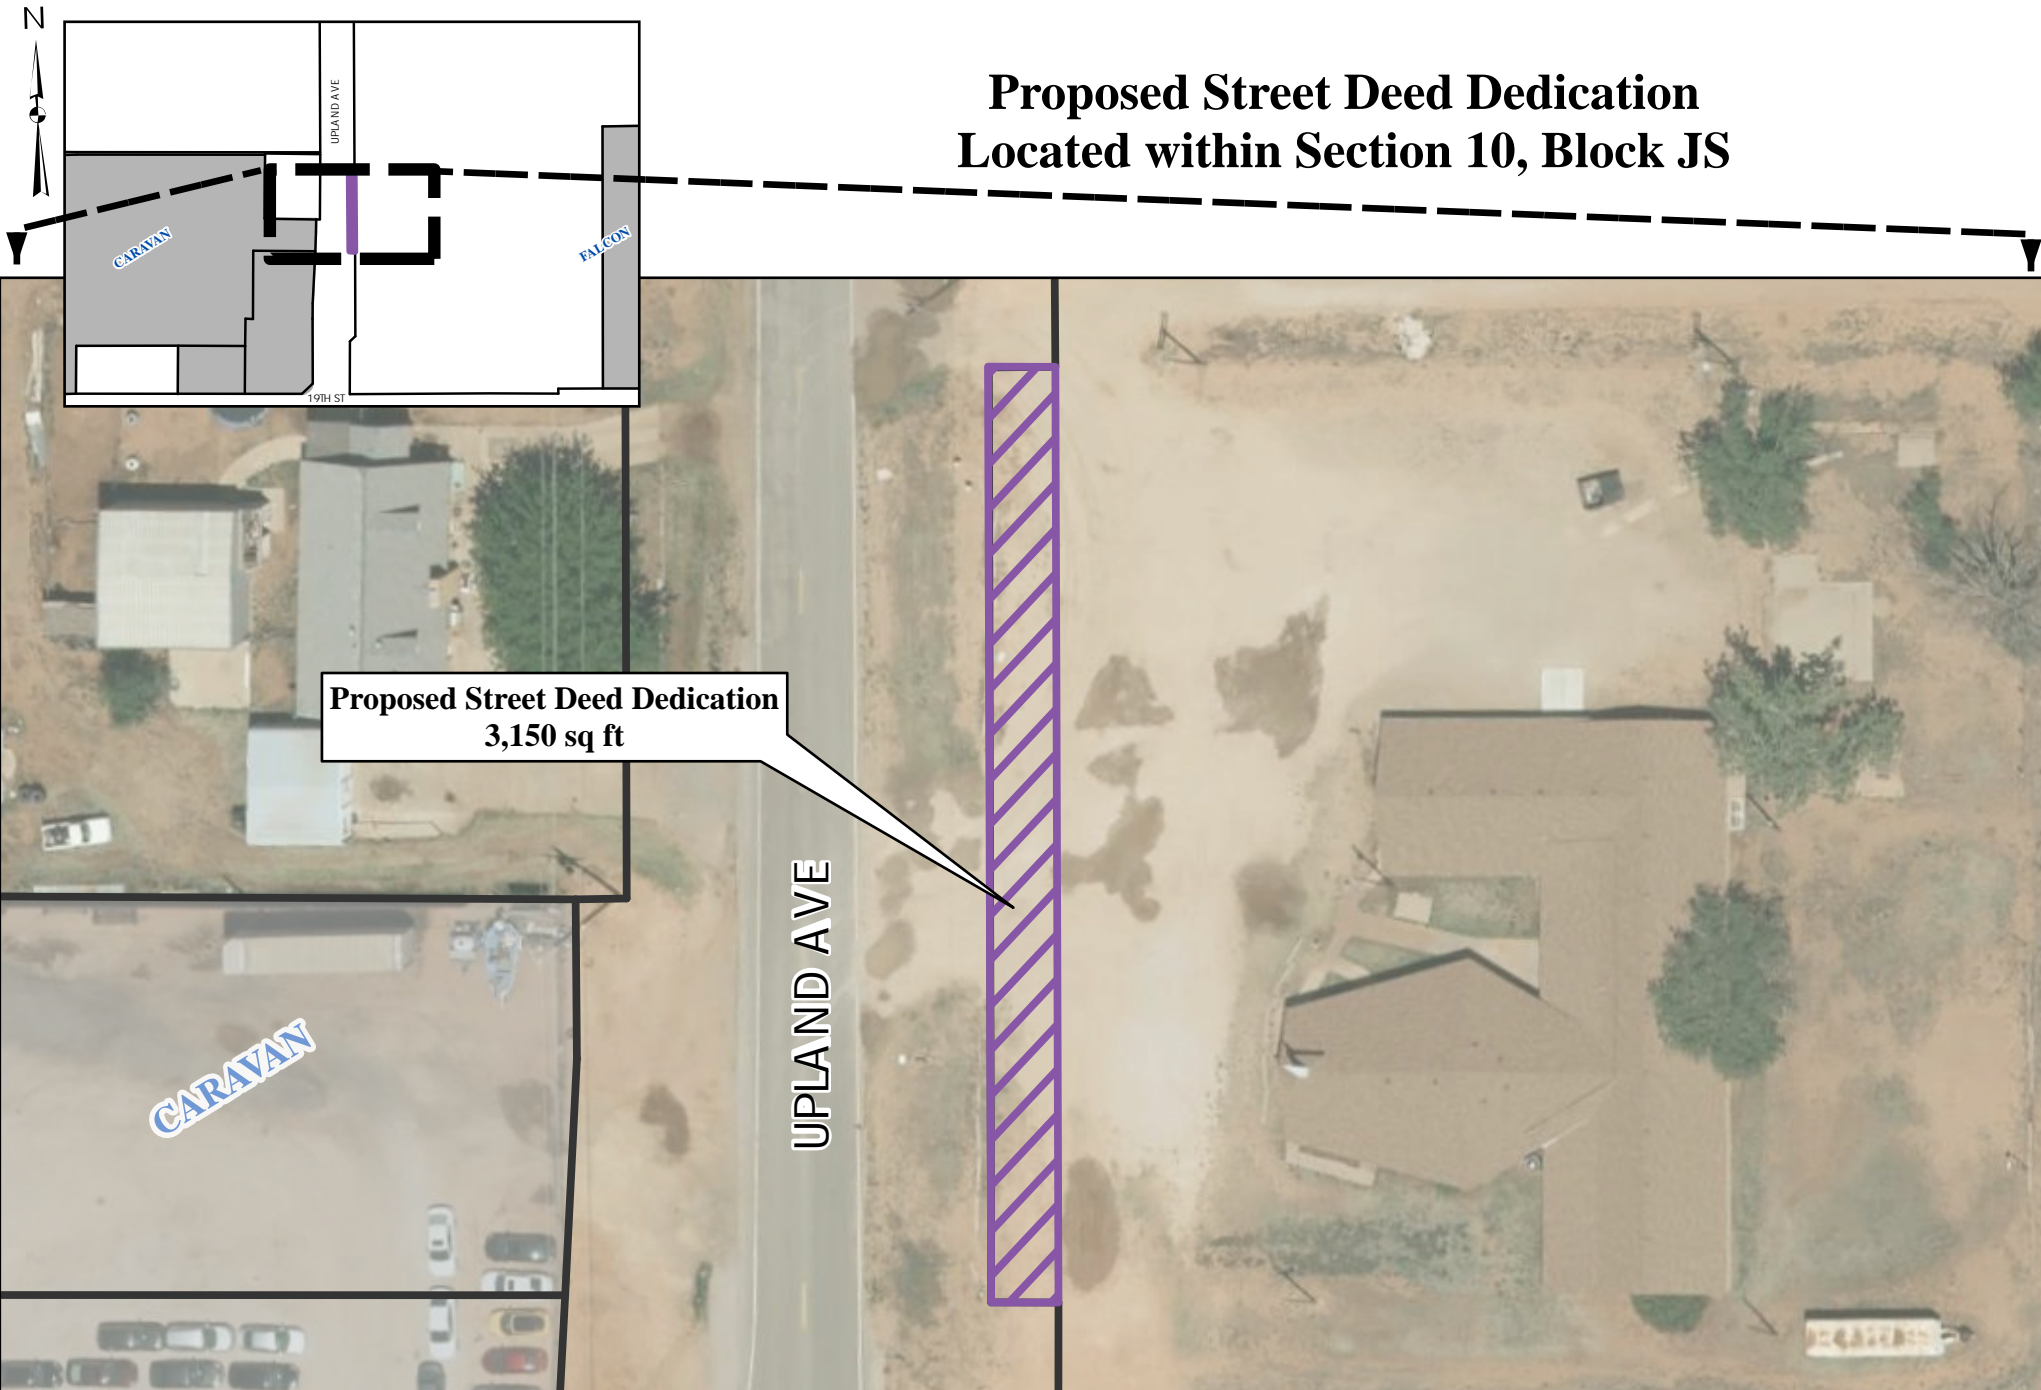 N
UPLAND AVE
Proposed Street Deed Dedication
Located within Section 10, Block JS
CARAVAN
FALCON
19TH ST
Proposed Street Deed Dedication
3,150 sq ft
UPLAND AVE
CARAVAN